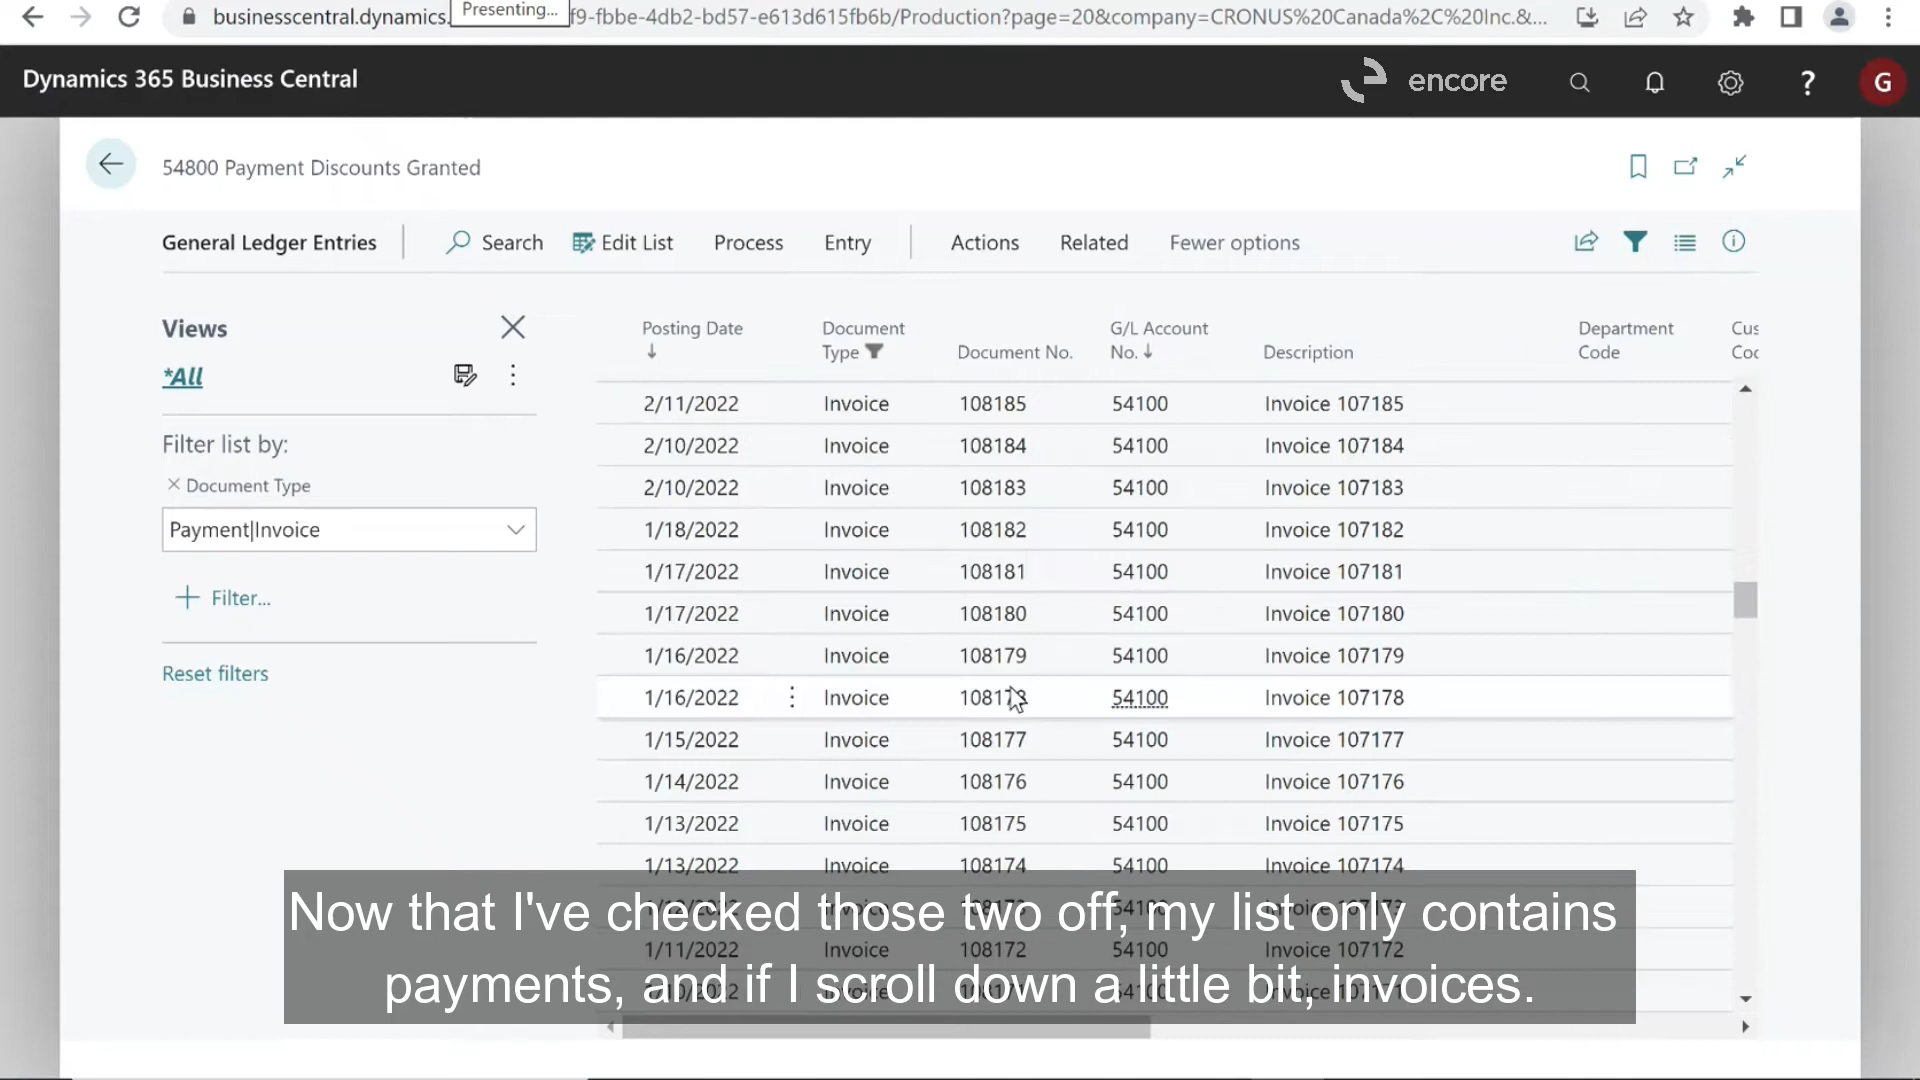 businesscentral.dynamics.
Presenting...
f9-fbbe-4db2-bd57-e613d615fb6b/Production?page=20&company=CRONUS%20Canada%2C%20Inc.&...
Dynamics 365 Business Central
encore
?
G
54800 Payment Discounts Granted
General Ledger Entries
Search
Edit List
Process
Entry
Actions
Related
Fewer options
Views
*All
Filter list by:
× Document Type
Payment|Invoice
+ Filter...
Reset filters
Posting Date ↓
Document Type
Document No.
G/L Account No. ↓
Description
Department Code
Cus
Coc
2/11/2022 Invoice 108185 54100 Invoice 107185
2/10/2022 Invoice 108184 54100 Invoice 107184
2/10/2022 Invoice 108183 54100 Invoice 107183
1/18/2022 Invoice 108182 54100 Invoice 107182
1/17/2022 Invoice 108181 54100 Invoice 107181
1/17/2022 Invoice 108180 54100 Invoice 107180
1/16/2022 Invoice 108179 54100 Invoice 107179
1/16/2022 Invoice 108178 54100 Invoice 107178
1/15/2022 Invoice 108177 54100 Invoice 107177
1/14/2022 Invoice 108176 54100 Invoice 107176
1/13/2022 Invoice 108175 54100 Invoice 107175
1/13/2022 Invoice 108174 54100 Invoice 107174
1/11/2022 Invoice 108172 54100 Invoice 107172
Now that I've checked those two off, my list only contains
payments, and if I scroll down a little bit, invoices.